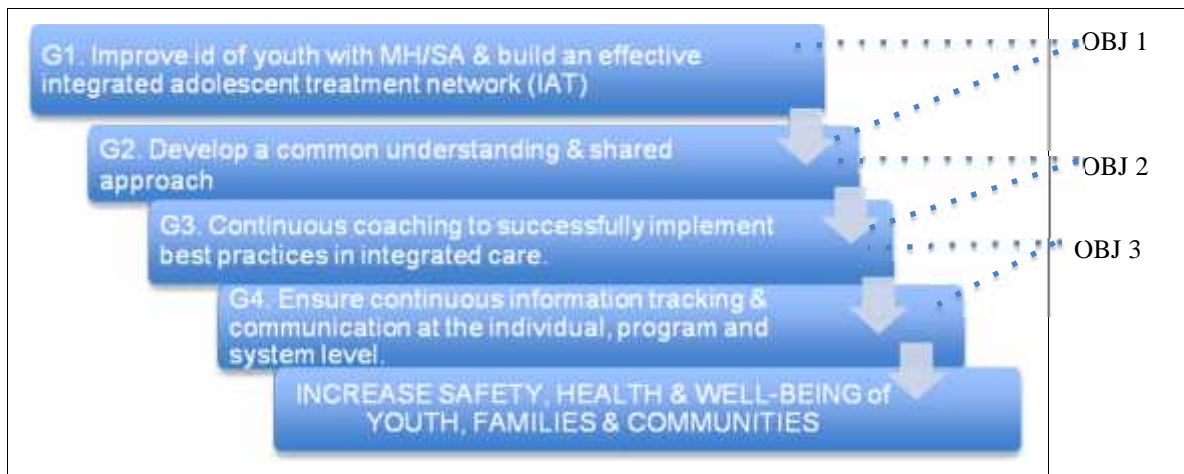 G1. Improve id of youth with MH/SA & build an effective
integrated adolescent treatment network (IAT)
OBJ 1
G2. Develop a common understanding & shared
approach
OBJ 2
G3. Continuous coaching to successfully implement
best practices in integrated care.
OBJ 3
G4. Ensure continuous information tracking &
communication at the individual, program and
system level.
INCREASE SAFETY, HEALTH & WELL-BEING of
YOUTH, FAMILIES & COMMUNITIES